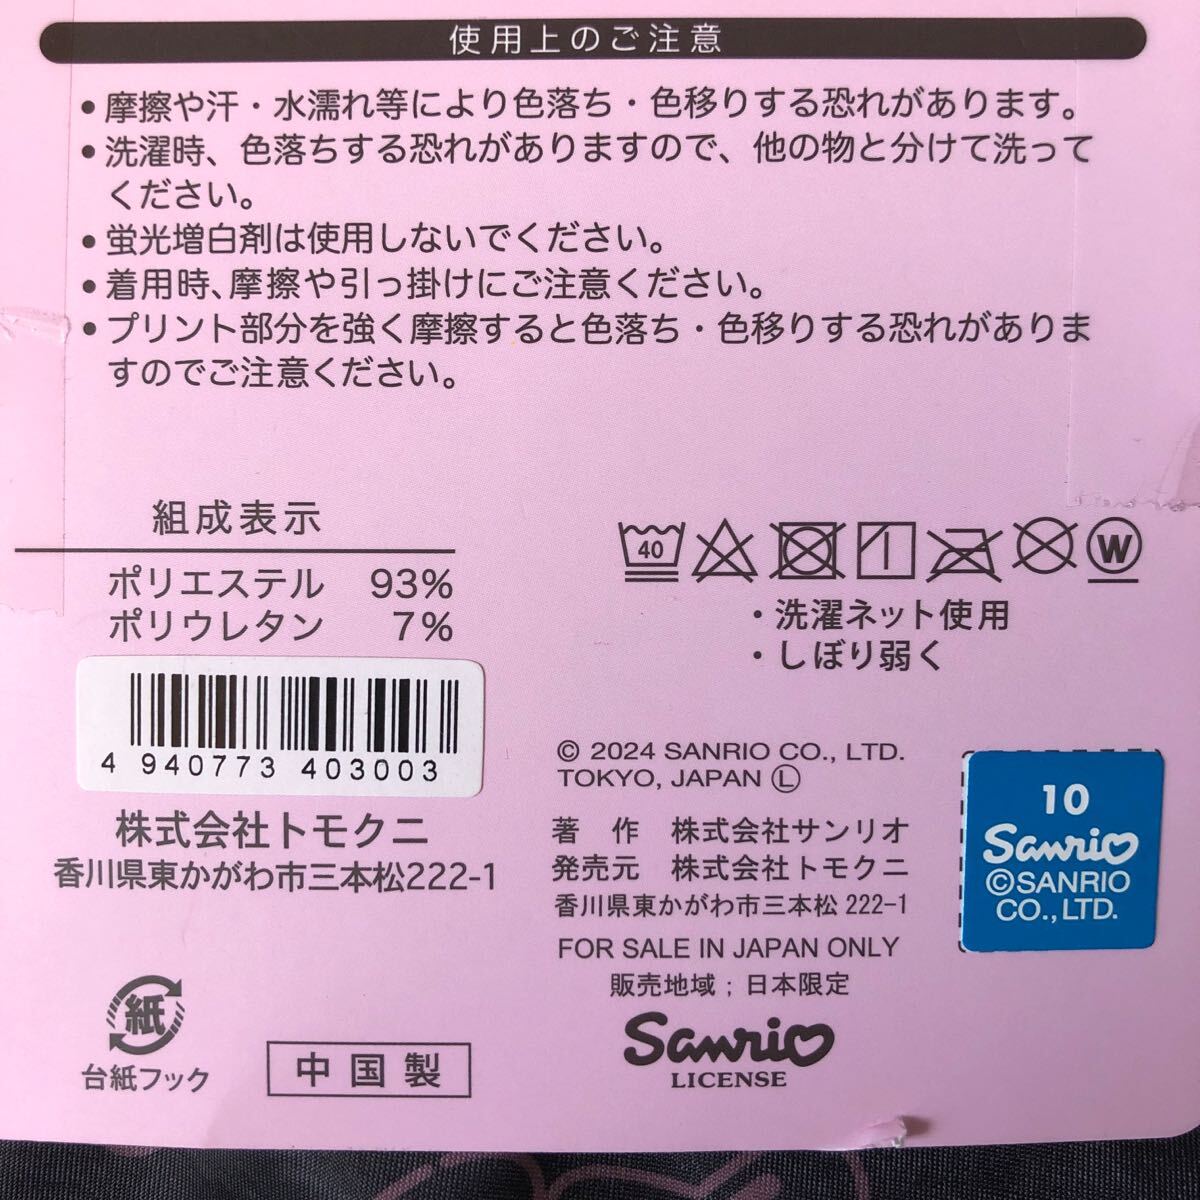 使用上のご注意
• 摩擦や汗・水濡れ等により色落ち・色移りする恐れがあります。
• 洗濯時、色落ちする恐れがありますので、他の物と分けて洗って
ください。
• 蛍光増白剤は使用しないでください。
• 着用時、摩擦や引っ掛けにご注意ください。
• プリント部分を強く摩擦すると色落ち・色移りする恐れがありま
すのでご注意ください。
組成表示
ポリエステル 93%
ポリウレタン 7%
40
W
・洗濯ネット使用
・しぼり弱く
4 940773 403003
株式会社トモクニ
香川県東かがわ市三本松222-1
© 2024 SANRIO CO., LTD.
TOKYO, JAPAN Ⓛ
著 作 株式会社サンリオ
発売元 株式会社トモクニ
香川県東かがわ市三本松 222-1
FOR SALE IN JAPAN ONLY
販売地域 ; 日本限定
Sanrio
LICENSE
10
Sanrio
©SANRIO
CO., LTD.
紙
台紙フック
中国製